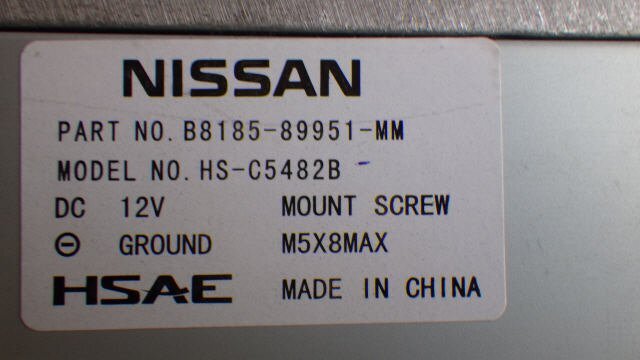 NISSAN
PART NO. B8185-89951-MM
MODEL NO. HS-C5482B
DC 12V MOUNT SCREW
⊖ GROUND M5X8MAX
HSAE MADE IN CHINA